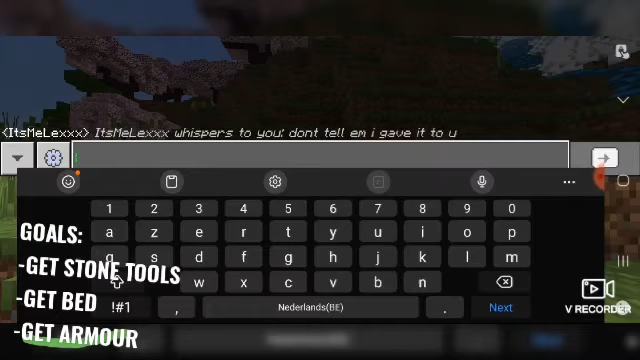 <ItsMeLexxx> ItsMeLexxx whispers to you: dont tell em i gave it to u
1 2 3 4 5 6 7 8 9 0
a z e r t y u i o p
q s d f g h j k l m
w x c v b n
!#1 , Nederlands(BE) . Next
GOALS:
-GET STONE TOOLS
-GET BED
-GET ARMOUR
V RECORDER